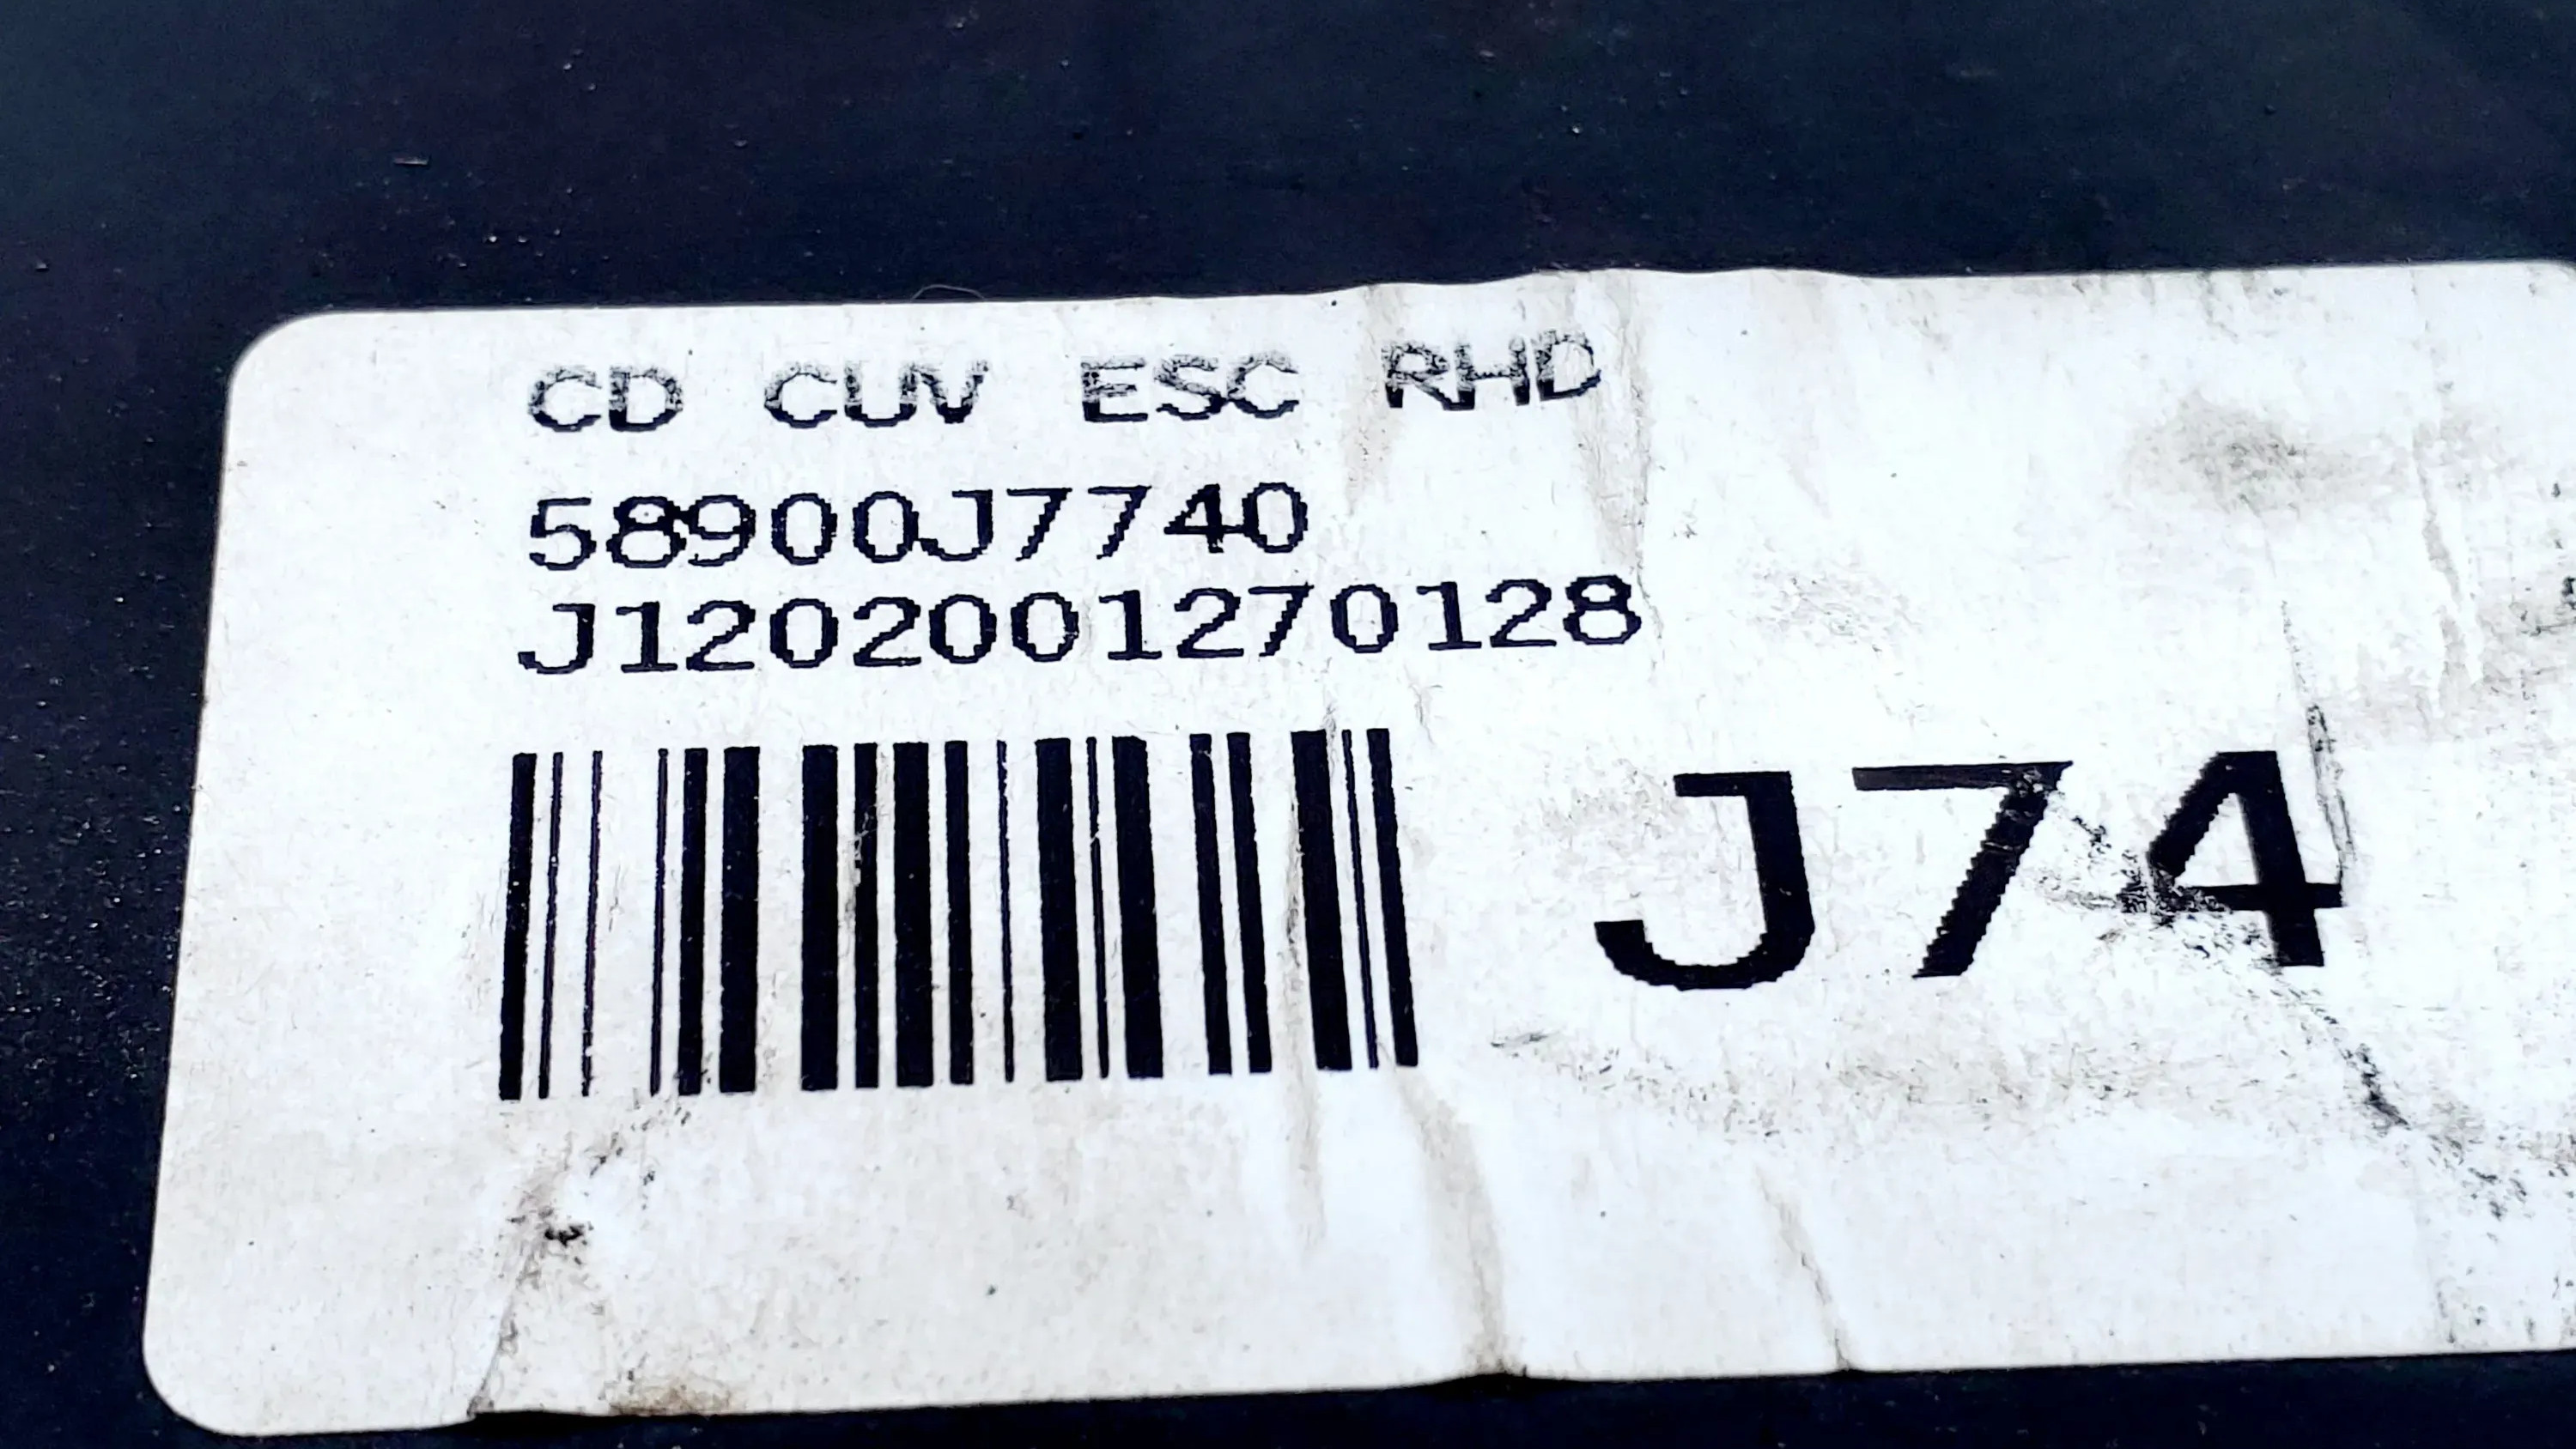 CD CUV ESC RHD
58900J7740
J1202001270128
J74